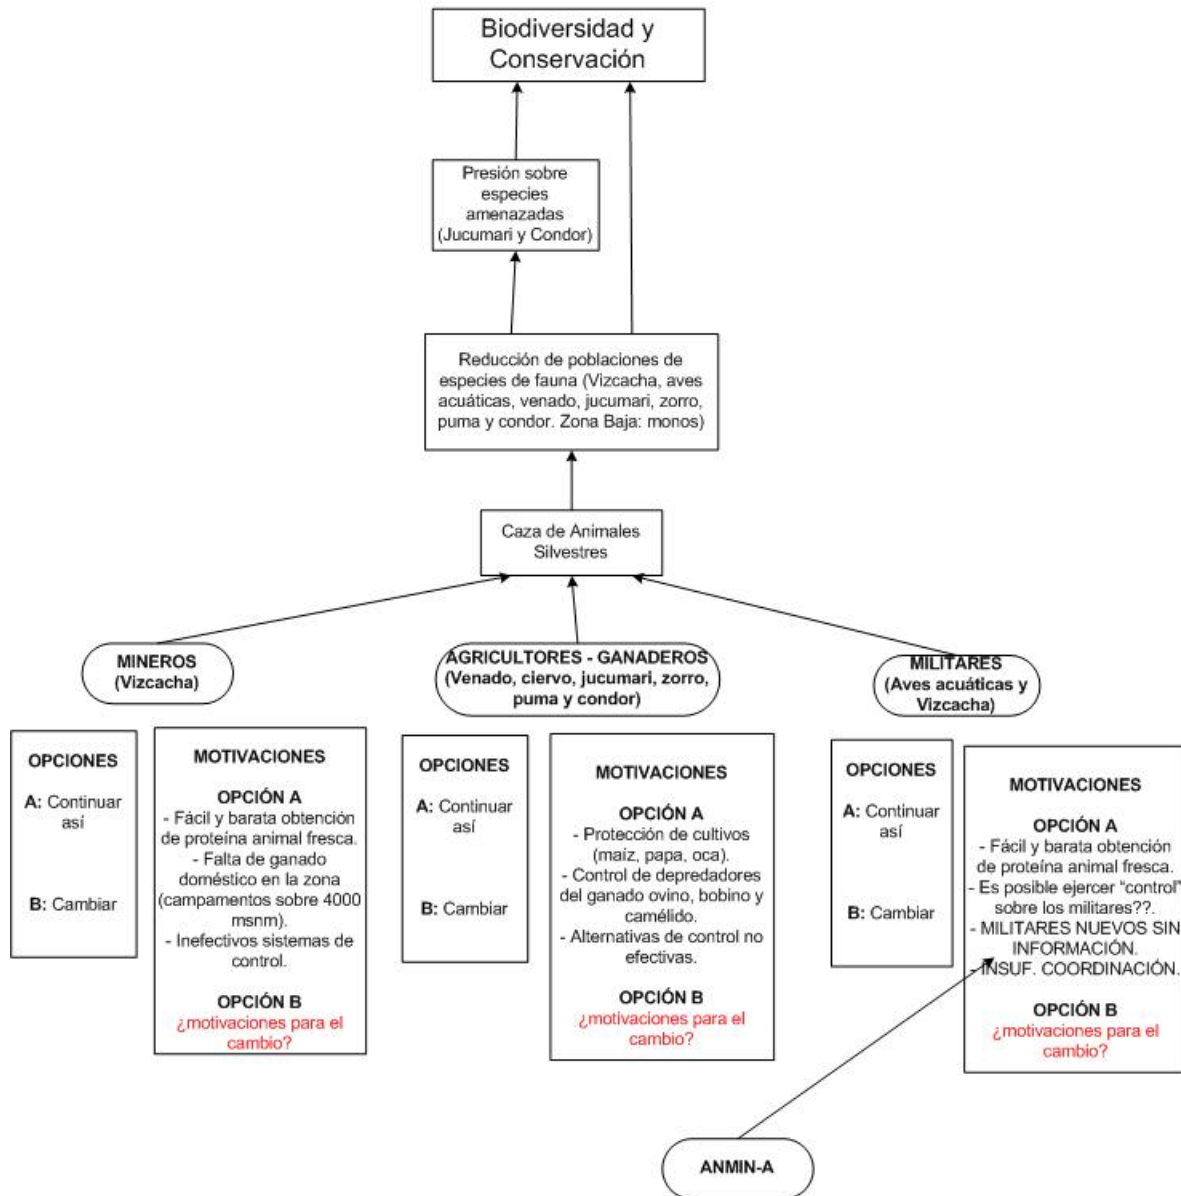 Biodiversidad y
Conservación
Presión sobre
especies
amenazadas
(Jucumari y Condor)
Reducción de poblaciones de
especies de fauna (Vizcacha, aves
acuáticas, venado, jucumari, zorro,
puma y condor. Zona Baja: monos)
Caza de Animales
Silvestres
MINEROS
(Vizcacha)
AGRICULTORES - GANADEROS
(Venado, ciervo, jucumari, zorro,
puma y condor)
MILITARES
(Aves acuáticas y
Vizcacha)
OPCIONES
A: Continuar
así
B: Cambiar
MOTIVACIONES
OPCIÓN A
- Fácil y barata obtención
de proteína animal fresca.
- Falta de ganado
doméstico en la zona
(campamentos sobre 4000
msnm).
- Inefectivos sistemas de
control.
OPCIÓN B
¿motivaciones para el
cambio?
OPCIONES
A: Continuar
así
B: Cambiar
MOTIVACIONES
OPCIÓN A
- Protección de cultivos
(maíz, papa, oca).
- Control de depredadores
del ganado ovino, bobino y
camélido.
- Alternativas de control no
efectivas.
OPCIÓN B
¿motivaciones para el
cambio?
OPCIONES
A: Continuar
así
B: Cambiar
MOTIVACIONES
OPCIÓN A
- Fácil y barata obtención
de proteína animal fresca.
- Es posible ejercer “control”
sobre los militares??.
- MILITARES NUEVOS SIN
INFORMACIÓN.
- INSUF. COORDINACIÓN.
OPCIÓN B
¿motivaciones para el
cambio?
ANMIN-A